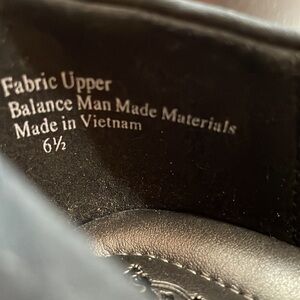 Fabric Upper
Balance Man Made Materials
Made in Vietnam
6½